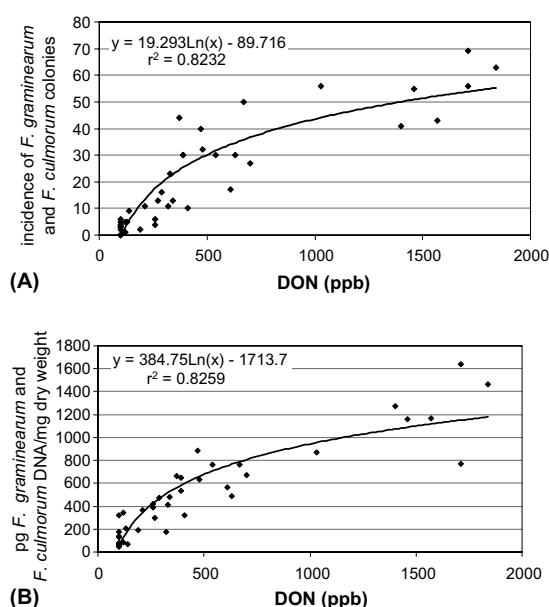 80
70
60
50
40
30
20
10
0
incidence of F. graminearum
and F. culmorum colonies
y = 19.293Ln(x) - 89.716
r² = 0.8232
0 500 1000 1500 2000
(A) DON (ppb)
1800
1600
1400
1200
1000
800
600
400
200
0
pg F. graminearum and
F. culmorum DNA/mg dry weight
y = 384.75Ln(x) - 1713.7
r² = 0.8259
0 500 1000 1500 2000
(B) DON (ppb)